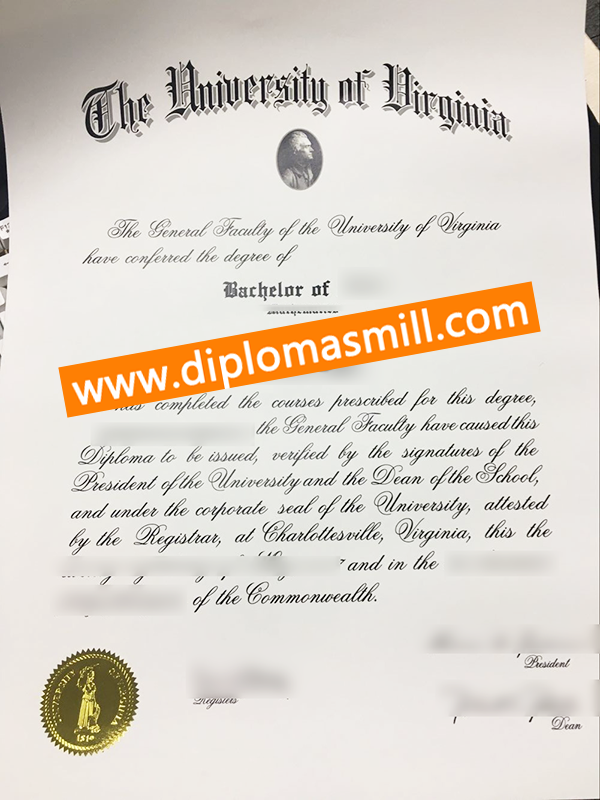 The University of Virginia
The General Faculty of the University of Virginia
have conferred the degree of
Bachelor of
www.diplomasmill.com
has completed the courses prescribed for this degree,
the General Faculty have caused this
Diploma to be issued, verified by the signatures of the
President of the University and the Dean of the School,
and under the corporate seal of the University, attested
by the Registrar, at Charlottesville, Virginia, this the
and in the
of the Commonwealth.
President
Registers
Dean
1819